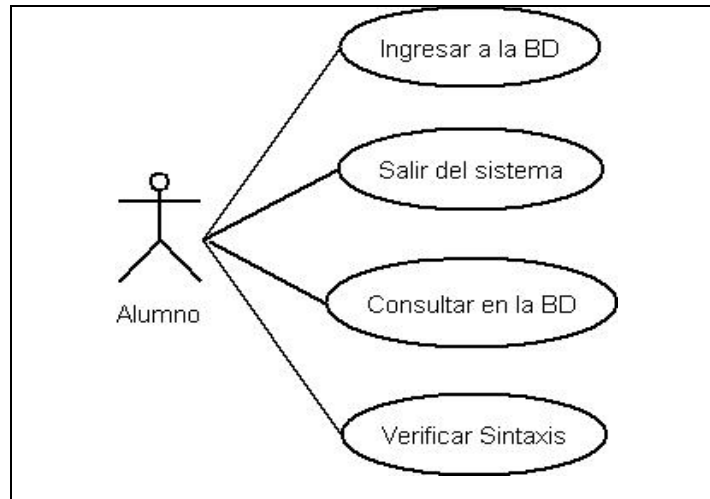 Ingresar a la BD
Salir del sistema
Alumno
Consultar en la BD
Verificar Sintaxis